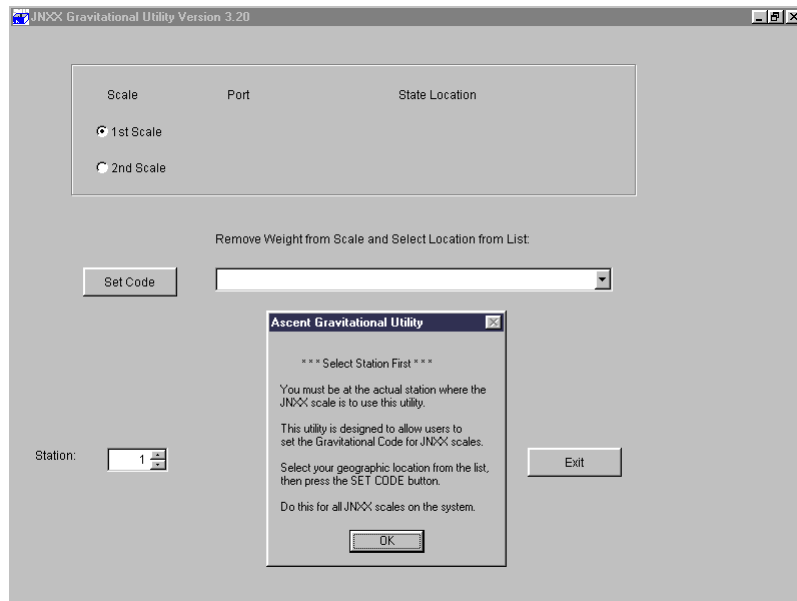 JNXX Gravitational Utility Version 3.20
Scale Port State Location
1st Scale
2nd Scale
Remove Weight from Scale and Select Location from List:
Set Code
Ascent Gravitational Utility
* * * Select Station First * * *
You must be at the actual station where the
JNXX scale is to use this utility.
This utility is designed to allow users to
set the Gravitational Code for JNXX scales.
Select your geographic location from the list,
then press the SET CODE button.
Do this for all JNXX scales on the system.
OK
Station: 1
Exit